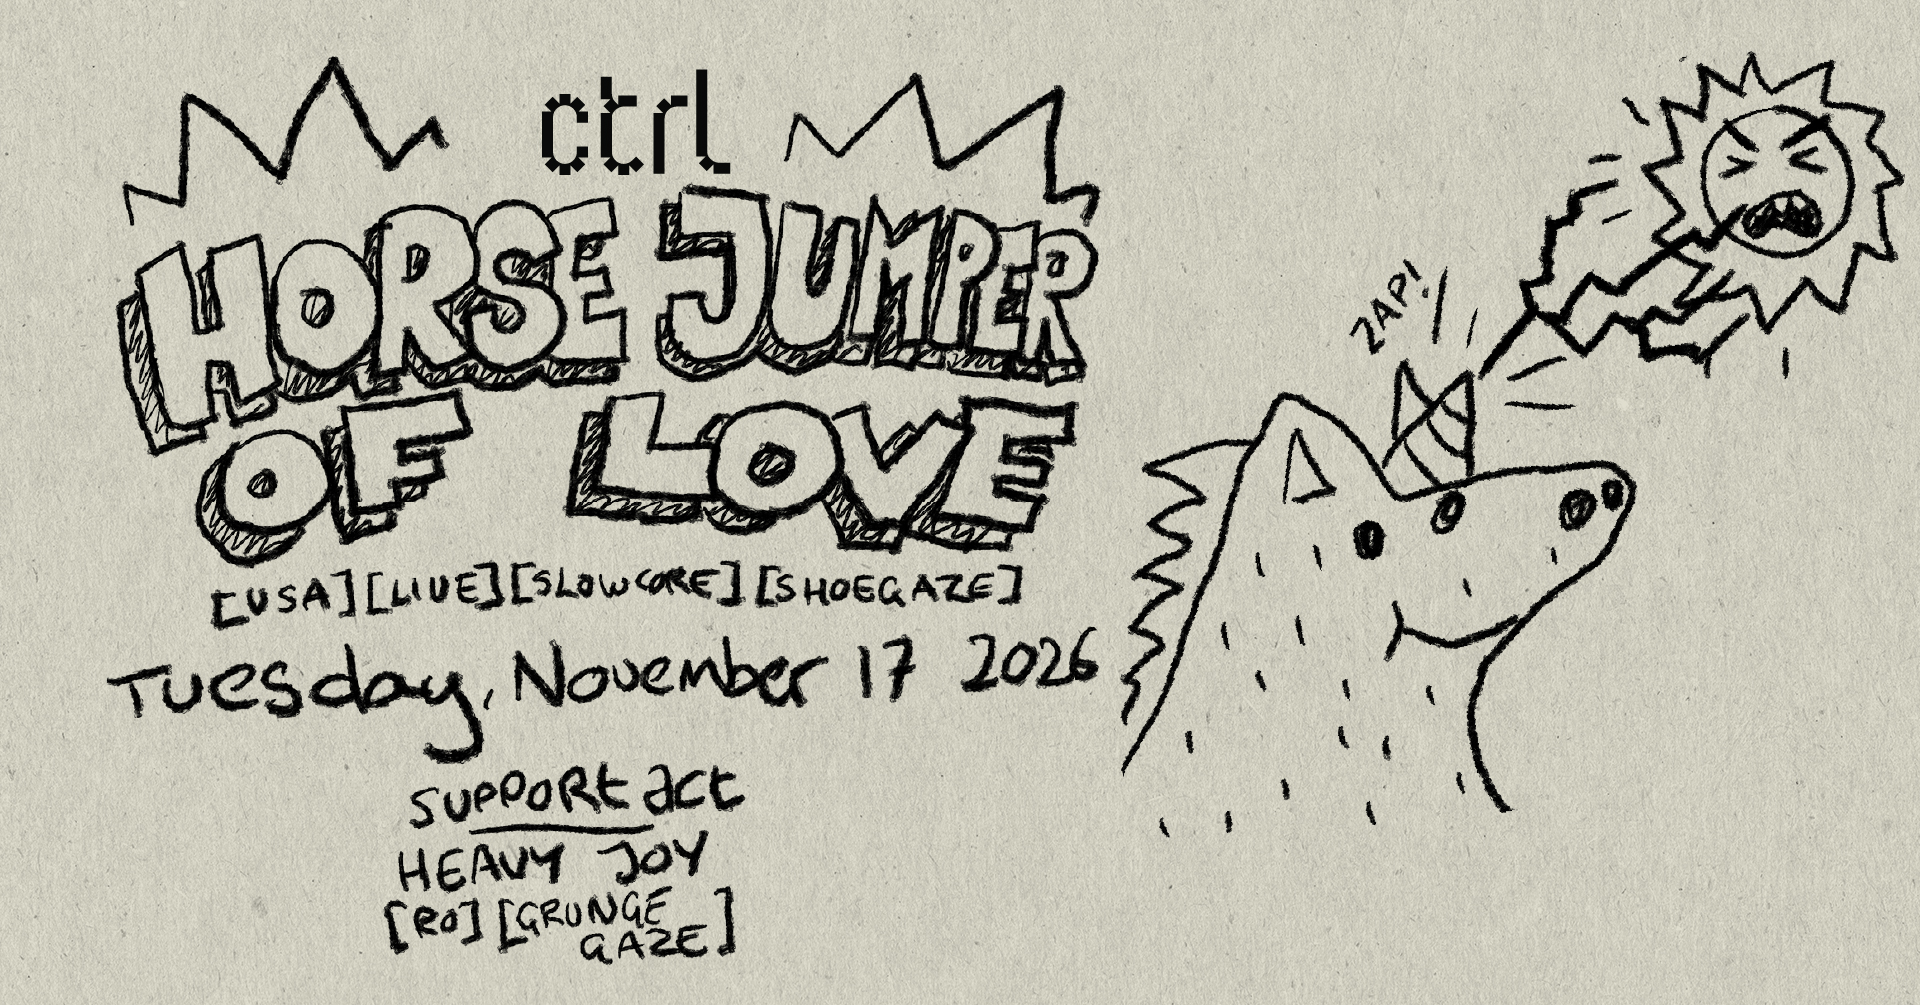 ctrl
HORSE JUMPER
OF LOVE
[USA] [LIVE] [SLOWCORE] [SHOEGAZE]
Tuesday, November 17 2026
ZAP!
SUPPORT act
HEAVY JOY
[RO] [GRUNGE
GAZE]